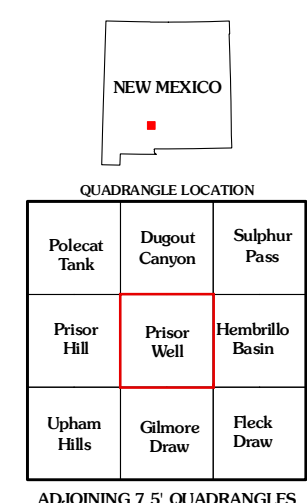 NEW MEXICO
QUADRANGLE LOCATION
Polecat
Tank
Dugout
Canyon
Sulphur
Pass
Prisor
Hill
Prisor
Well
Hembrillo
Basin
Upham
Hills
Gilmore
Draw
Fleck
Draw
ADJOINING 7.5' QUADRANGLES